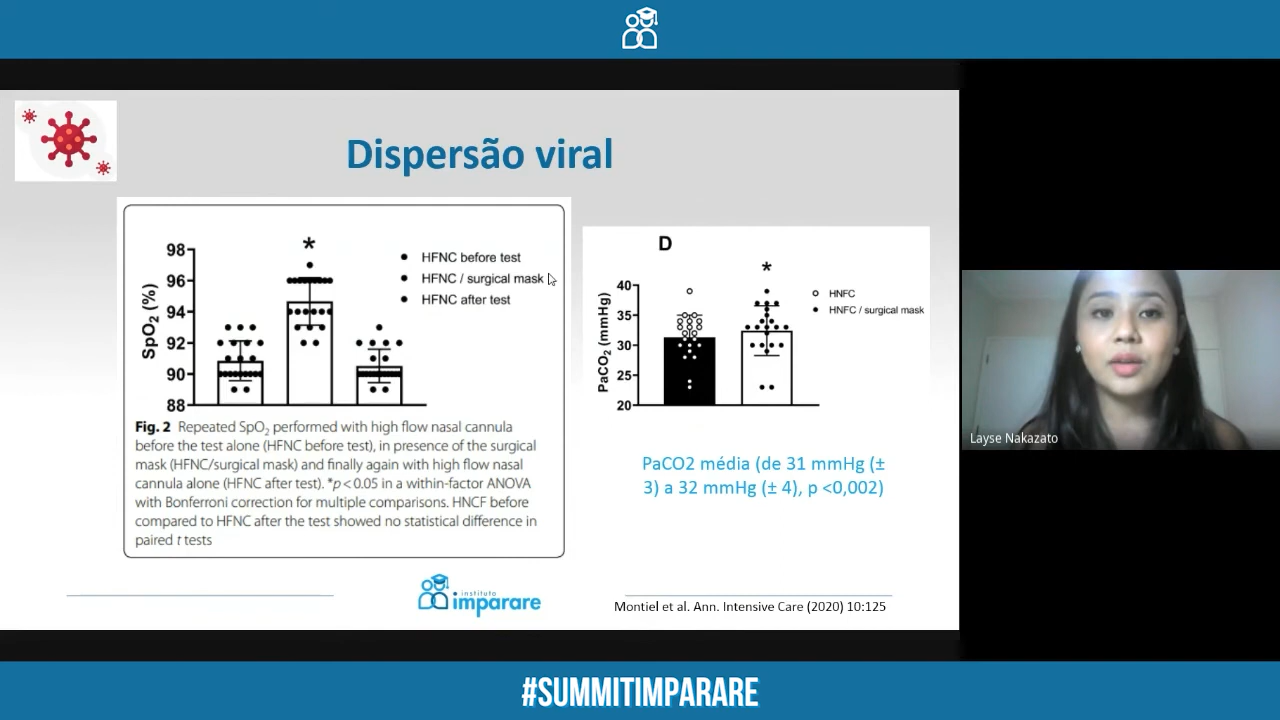 Dispersão viral
*
98
96
94
92
90
88
SpO2 (%)
HFNC before test
HFNC / surgical mask
HFNC after test
Fig. 2 Repeated SpO2 performed with high flow nasal cannula
before the test alone (HFNC before test), in presence of the surgical
mask (HFNC/surgical mask) and finally again with high flow nasal
cannula alone (HFNC after test). *p < 0.05 in a within-factor ANOVA
with Bonferroni correction for multiple comparisons. HNCF before
compared to HFNC after the test showed no statistical difference in
paired t tests
D
*
40
35
30
25
20
PaCO2 (mmHg)
HNFC
HNFC / surgical mask
PaCO2 média (de 31 mmHg (±
3) a 32 mmHg (± 4), p <0,002)
instituto
imparare
Montiel et al. Ann. Intensive Care (2020) 10:125
Layse Nakazato
#SUMMITIMPARARE